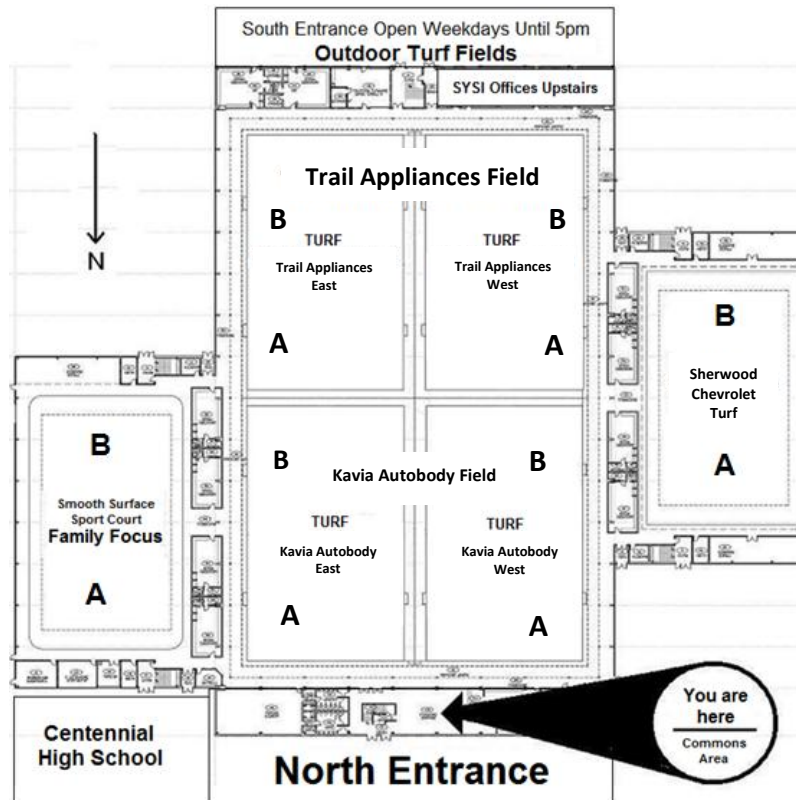 South Entrance Open Weekdays Until 5pm
Outdoor Turf Fields
SYSI Offices Upstairs
N
Trail Appliances Field
B
TURF
Trail Appliances
East
A
B
TURF
Trail Appliances
West
A
B
Sherwood
Chevrolet
Turf
A
B
Smooth Surface
Sport Court
Family Focus
A
Kavia Autobody Field
B
TURF
Kavia Autobody
East
A
B
TURF
Kavia Autobody
West
A
You are
here
Commons
Area
Centennial
High School
North Entrance